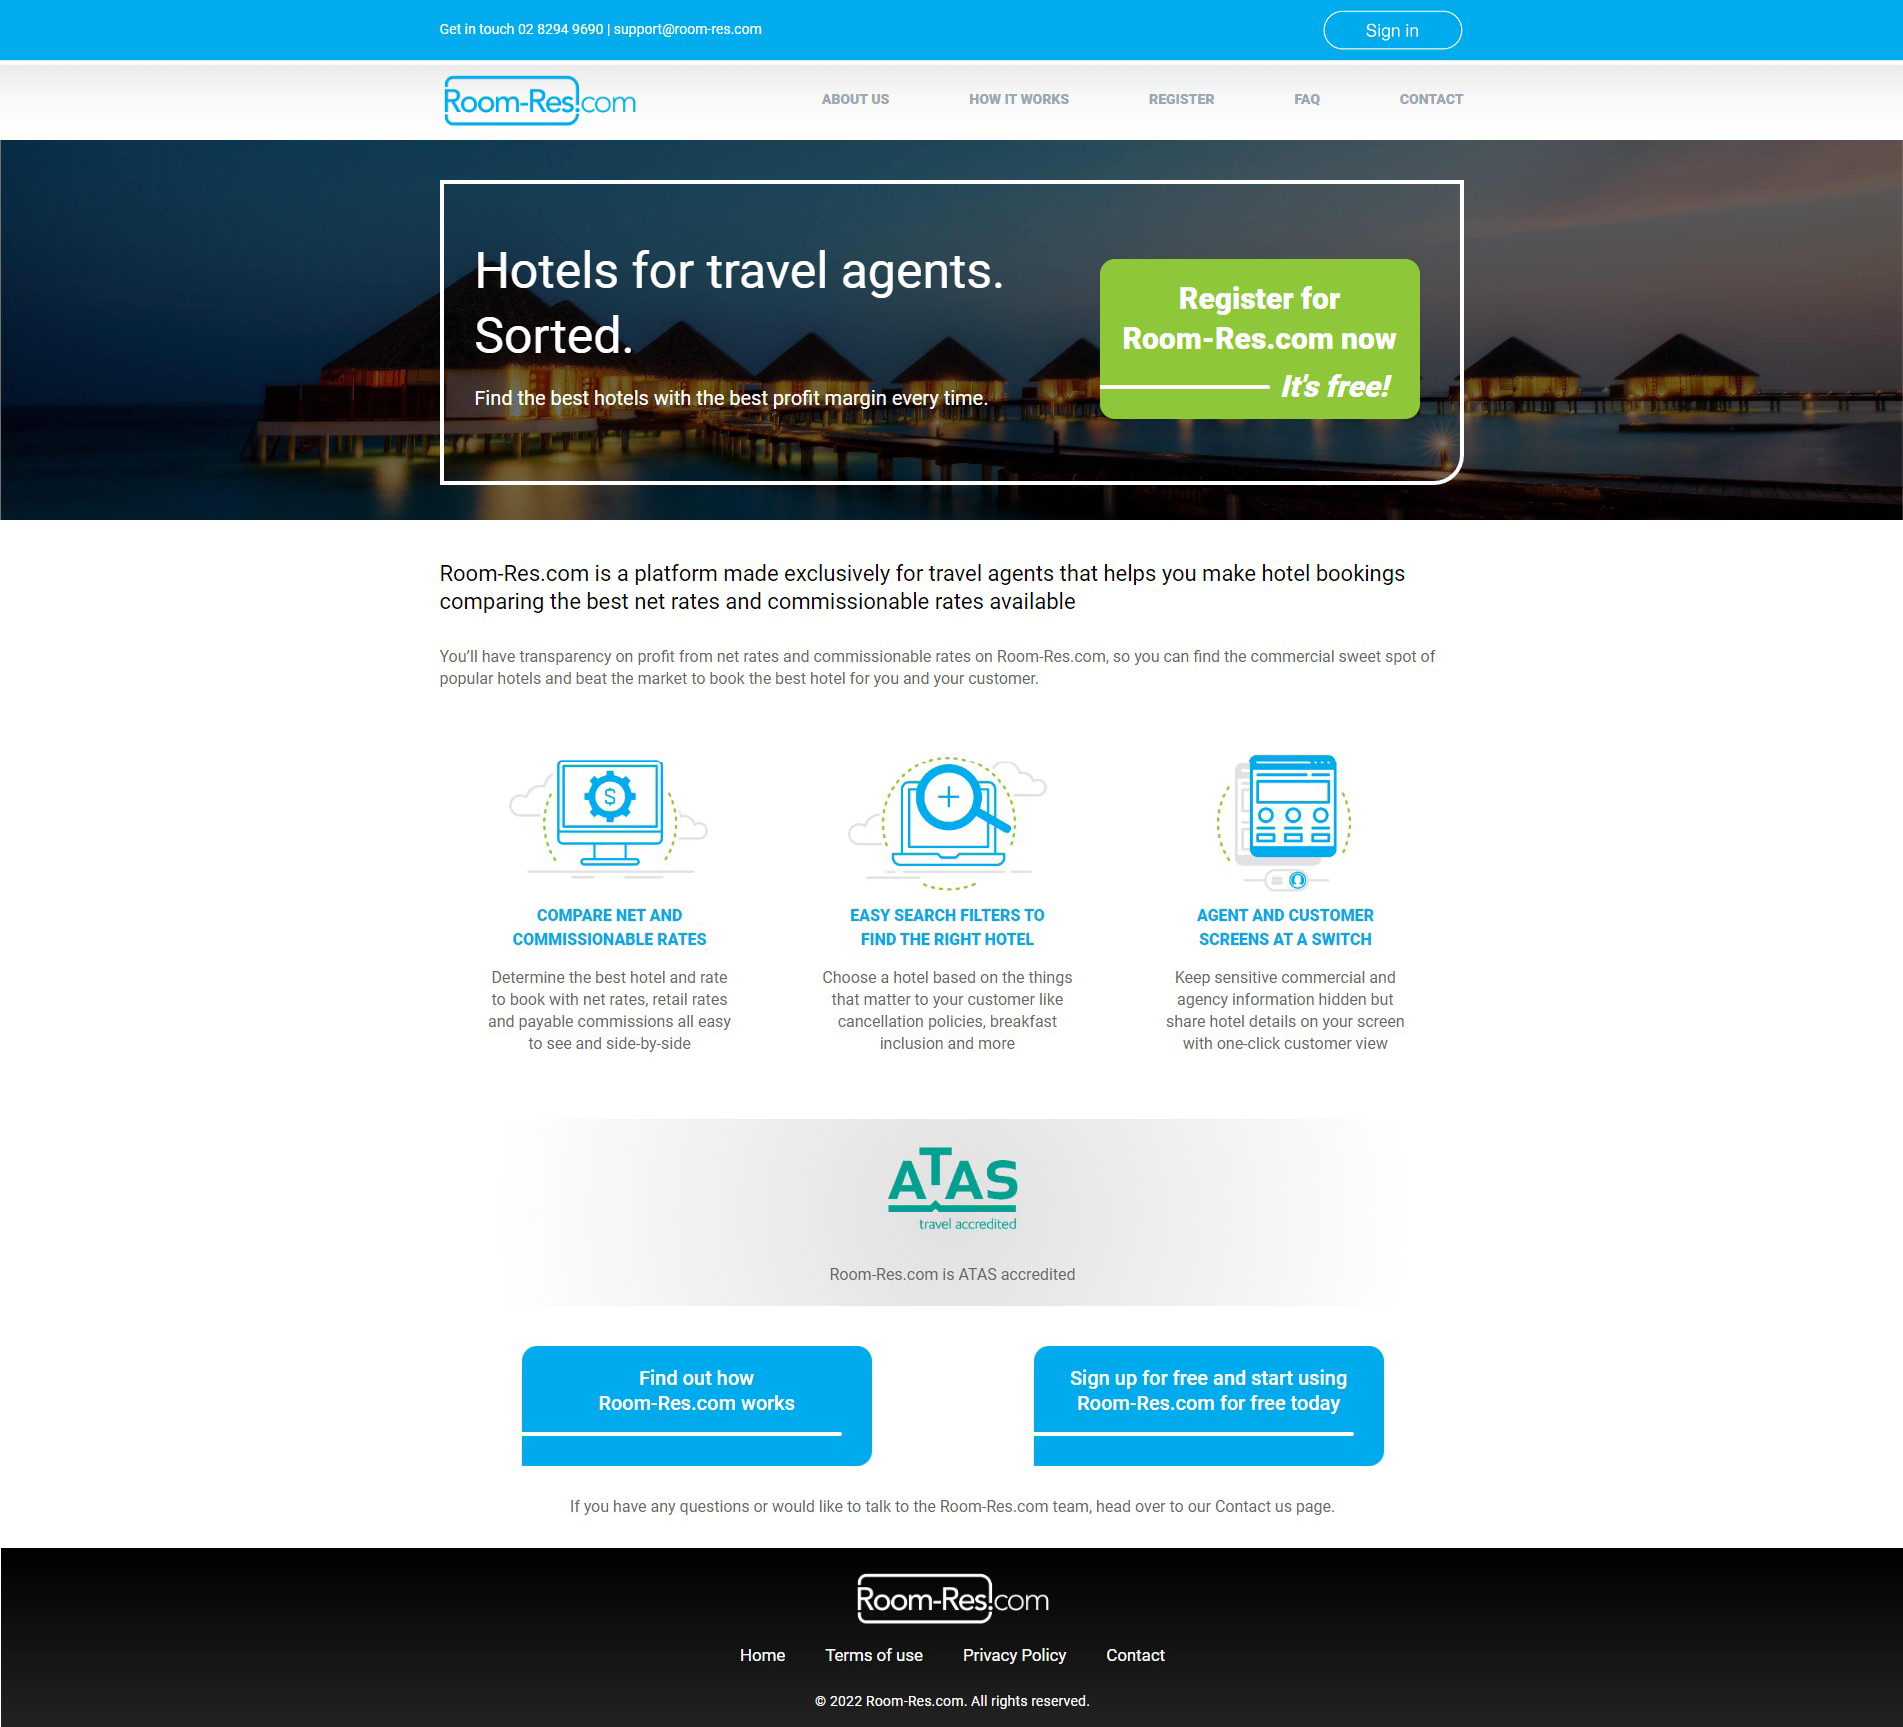 Get in touch 02 8294 9690 | support@room-res.com
Sign in
Room-Res.com
ABOUT US
HOW IT WORKS
REGISTER
FAQ
CONTACT
Hotels for travel agents.
Sorted.
Find the best hotels with the best profit margin every time.
Register for
Room-Res.com now
It's free!
Room-Res.com is a platform made exclusively for travel agents that helps you make hotel bookings
comparing the best net rates and commissionable rates available
You’ll have transparency on profit from net rates and commissionable rates on Room-Res.com, so you can find the commercial sweet spot of
popular hotels and beat the market to book the best hotel for you and your customer.
$
COMPARE NET AND
COMMISSIONABLE RATES
Determine the best hotel and rate
to book with net rates, retail rates
and payable commissions all easy
to see and side-by-side
EASY SEARCH FILTERS TO
FIND THE RIGHT HOTEL
Choose a hotel based on the things
that matter to your customer like
cancellation policies, breakfast
inclusion and more
AGENT AND CUSTOMER
SCREENS AT A SWITCH
Keep sensitive commercial and
agency information hidden but
share hotel details on your screen
with one-click customer view
ATAS
travel accredited
Room-Res.com is ATAS accredited
Find out how
Room-Res.com works
Sign up for free and start using
Room-Res.com for free today
If you have any questions or would like to talk to the Room-Res.com team, head over to our Contact us page.
Room-Res.com
Home
Terms of use
Privacy Policy
Contact
© 2022 Room-Res.com. All rights reserved.